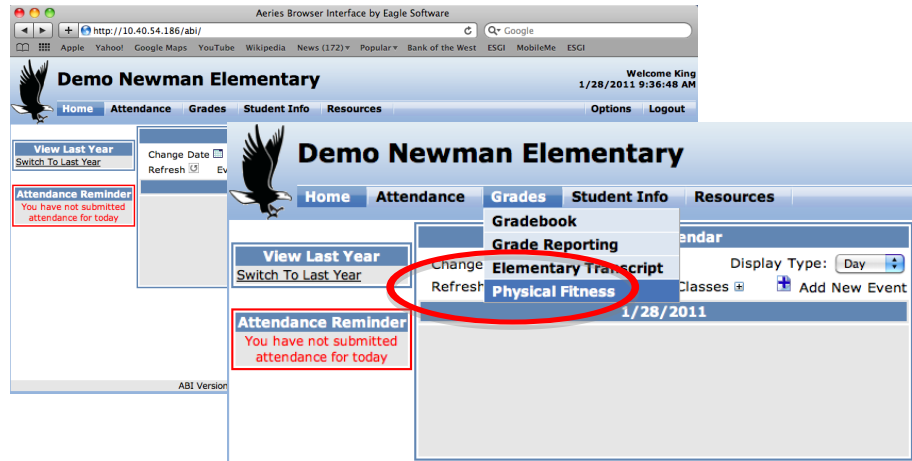 Aeries Browser Interface by Eagle Software
http://10.40.54.186/abi/
Google
Apple Yahoo! Google Maps YouTube Wikipedia News (172) Popular Bank of the West ESGI MobileMe ESGI
Demo Newman Elementary
Welcome King
1/28/2011 9:36:48 AM
Home Attendance Grades Student Info Resources Options Logout
View Last Year
Switch To Last Year
Change Date
Refresh Ev
Attendance Reminder
You have not submitted
attendance for today
ABI Version
Demo Newman Elementary
Home Attendance Grades Student Info Resources
Gradebook
Grade Reporting
Elementary Transcript
Physical Fitness
endar
View Last Year
Switch To Last Year
Change
Display Type: Day
Refresh
Classes
Add New Event
1/28/2011
Attendance Reminder
You have not submitted
attendance for today